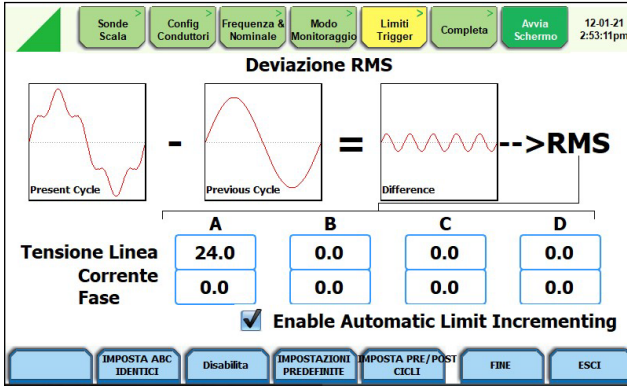 Sonde
Scala
Config
Conduttori
Frequenza &
Nominale
Modo
Monitoraggio
Limiti
Trigger
Completa
Avvia
Schermo
12-01-21
2:53:11pm
Deviazione RMS
Present Cycle
-
Previous Cycle
=
Difference
-->RMS
A B C D
Tensione Linea 24.0 0.0 0.0 0.0
Corrente
Fase
0.0 0.0 0.0 0.0
Enable Automatic Limit Incrementing
IMPOSTA ABC
IDENTICI
Disabilita
IMPOSTAZIONI
PREDEFINITE
IMPOSTA PRE/POST
CICLI
FINE
ESCI